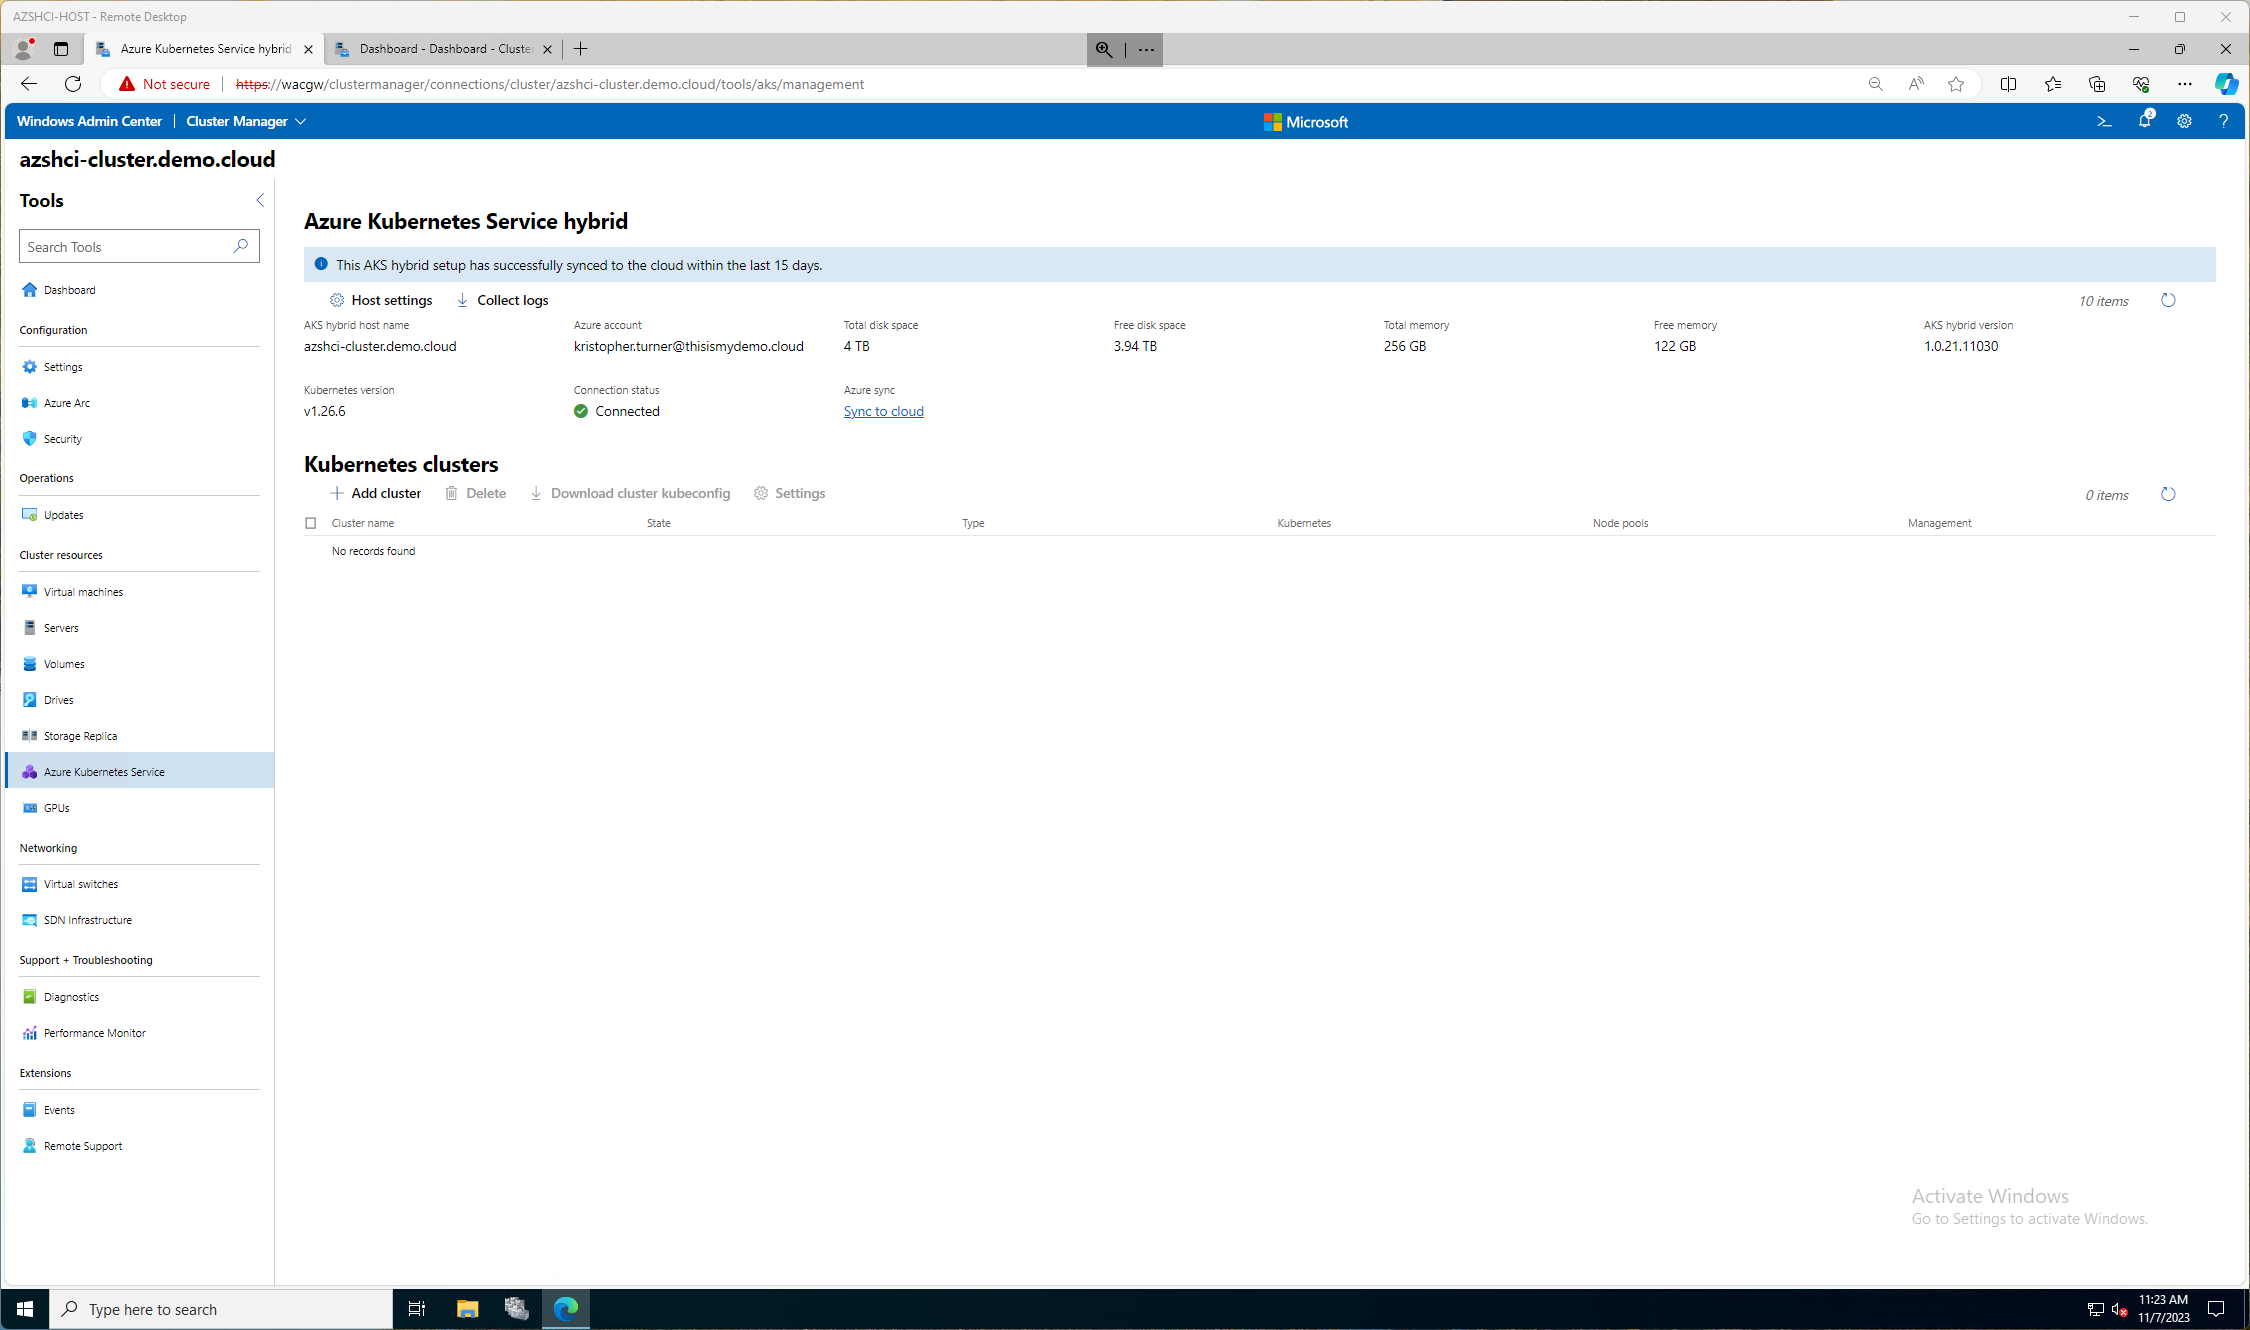 AZSHCI-HOST - Remote Desktop
Azure Kubernetes Service hybrid
Dashboard - Dashboard - Cluste
Not secure
https://wacgw/clustermanager/connections/cluster/azshci-cluster.demo.cloud/tools/aks/management
Windows Admin Center | Cluster Manager
Microsoft
2
azshci-cluster.demo.cloud
Tools
Search Tools
Dashboard
Configuration
Settings
Azure Arc
Security
Operations
Updates
Cluster resources
Virtual machines
Servers
Volumes
Drives
Storage Replica
Azure Kubernetes Service
GPUs
Networking
Virtual switches
SDN Infrastructure
Support + Troubleshooting
Diagnostics
Performance Monitor
Extensions
Events
Remote Support
Azure Kubernetes Service hybrid
This AKS hybrid setup has successfully synced to the cloud within the last 15 days.
Host settings Collect logs 10 items
AKS hybrid host name
azshci-cluster.demo.cloud
Azure account
kristopher.turner@thisismydemo.cloud
Total disk space
4 TB
Free disk space
3.94 TB
Total memory
256 GB
Free memory
122 GB
AKS hybrid version
1.0.21.11030
Kubernetes version
v1.26.6
Connection status
Connected
Azure sync
Sync to cloud
Kubernetes clusters
Add cluster Delete Download cluster kubeconfig Settings 0 items
Cluster name State Type Kubernetes Node pools Management
No records found
Activate Windows
Go to Settings to activate Windows.
Type here to search
11:23 AM
11/7/2023